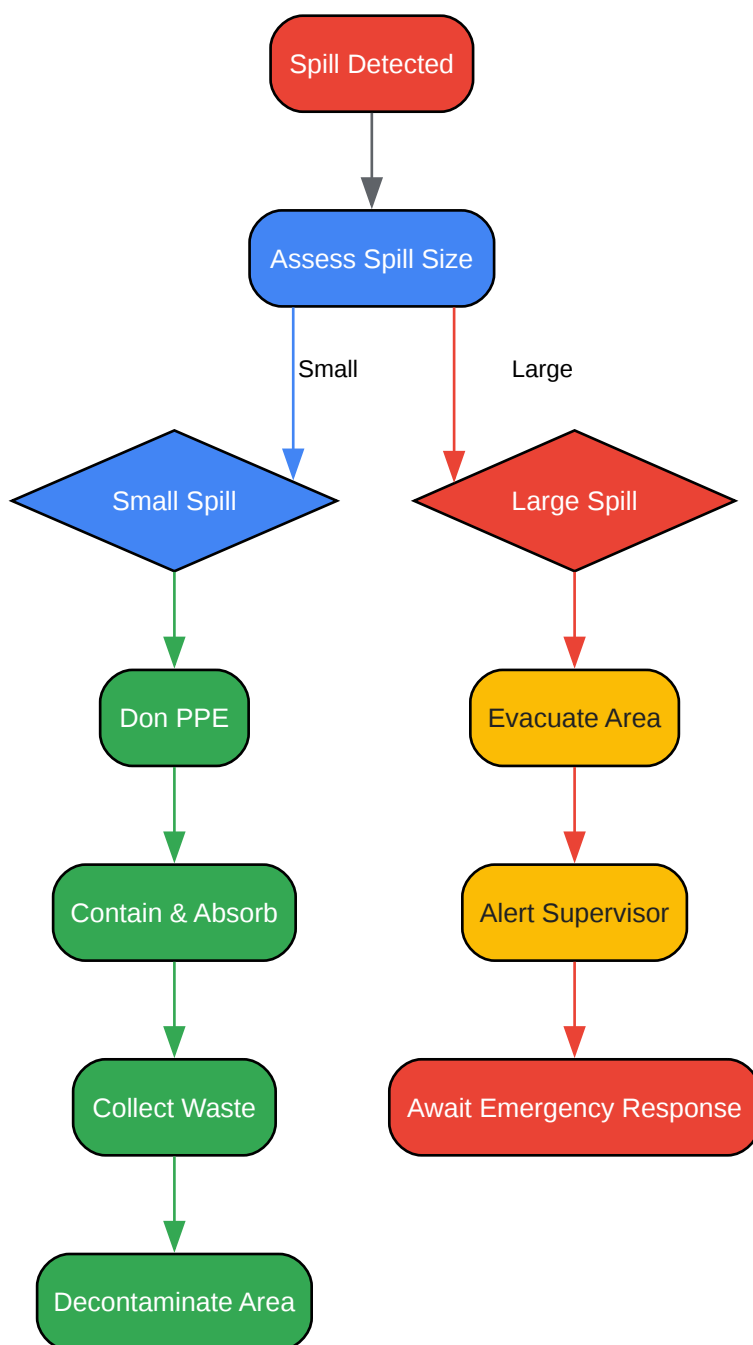 Spill Detected
Assess Spill Size
Small
Large
Small Spill
Large Spill
Don PPE
Evacuate Area
Contain & Absorb
Alert Supervisor
Collect Waste
Await Emergency Response
Decontaminate Area